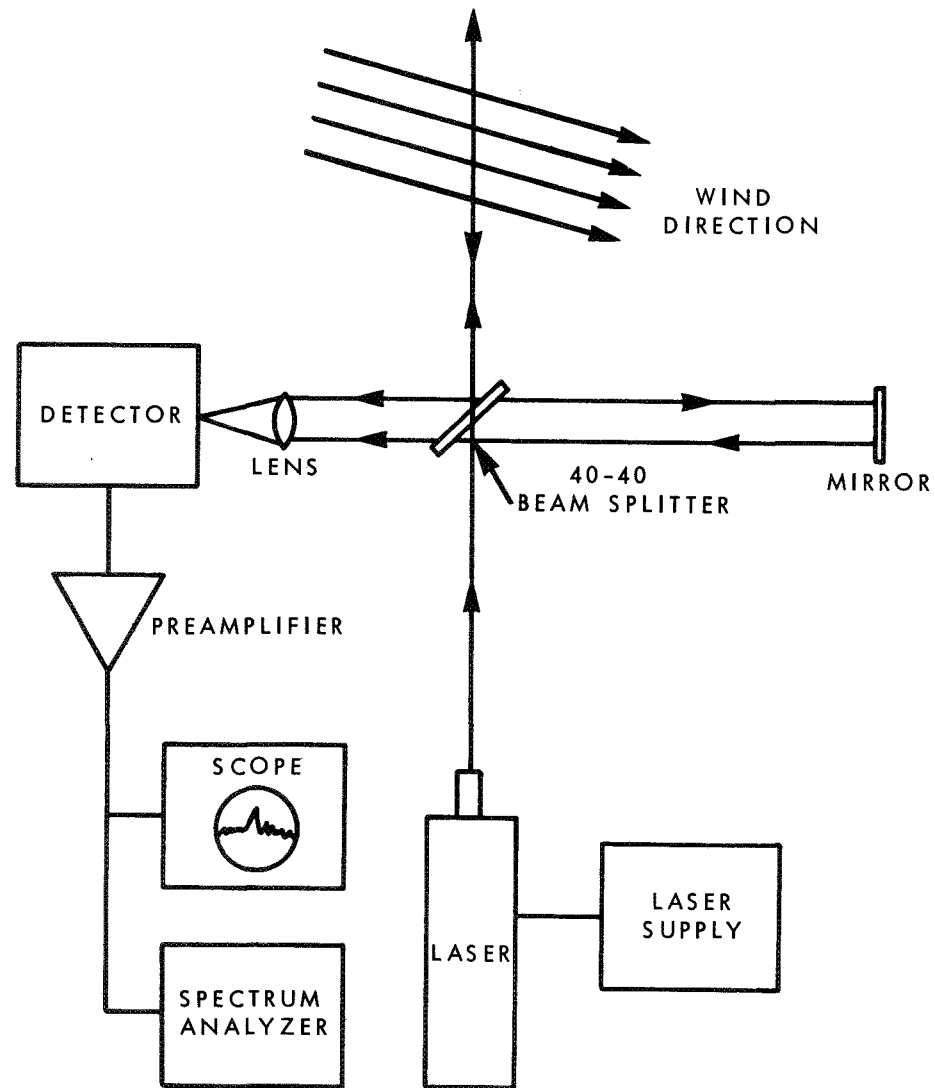 WIND
DIRECTION
DETECTOR
LENS
40-40
BEAM SPLITTER
MIRROR
PREAMPLIFIER
SCOPE
LASER
SUPPLY
LASER
SPECTRUM
ANALYZER